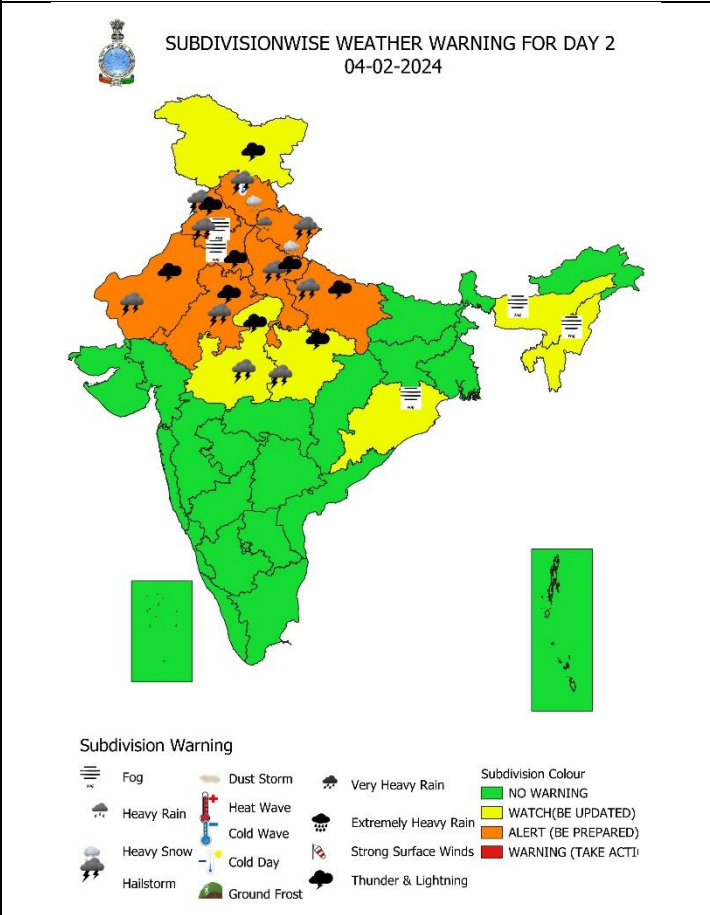 SUBDIVISIONWISE WEATHER WARNING FOR DAY 2
04-02-2024
Subdivision Warning
Fog
Heavy Rain
Heavy Snow
Hailstorm
Dust Storm
Heat Wave
Cold Wave
Cold Day
Ground Frost
Very Heavy Rain
Extremely Heavy Rain
Strong Surface Winds
Thunder & Lightning
Subdivision Colour
NO WARNING
WATCH(BE UPDATED)
ALERT (BE PREPARED)
WARNING (TAKE ACTI